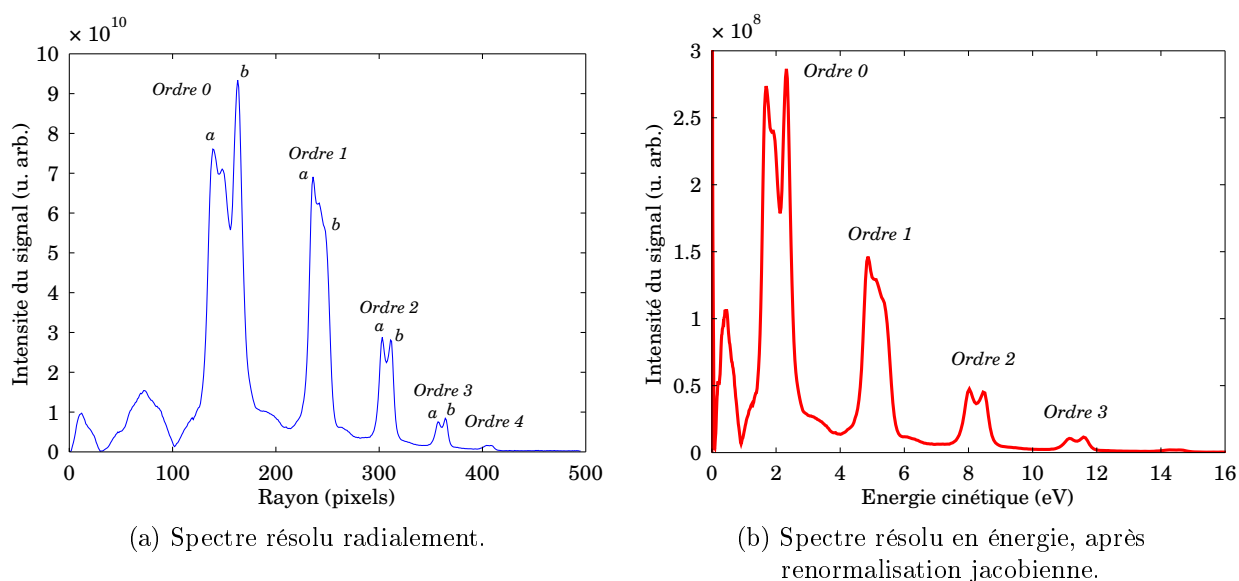 × 10^10
10
9
8
7
6
5
4
3
2
1
0
Intensite du signal (u. arb.)
Ordre 0
a
b
Ordre 1
a
b
Ordre 2
a
b
Ordre 3
a b
Ordre 4
0 100 200 300 400 500
Rayon (pixels)
(a) Spectre résolu radialement.
× 10^8
3
2.5
2
1.5
1
0.5
0
Intensité du signal (u. arb.)
Ordre 0
Ordre 1
Ordre 2
Ordre 3
0 2 4 6 8 10 12 14 16
Energie cinétique (eV)
(b) Spectre résolu en énergie, après
renormalisation jacobienne.